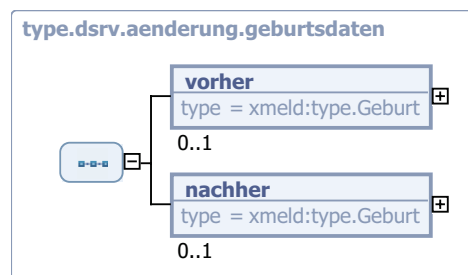 type.dsrv.aenderung.geburtsdaten
vorher
type = xmeld:type.Geburt
0..1
nachher
type = xmeld:type.Geburt
0..1